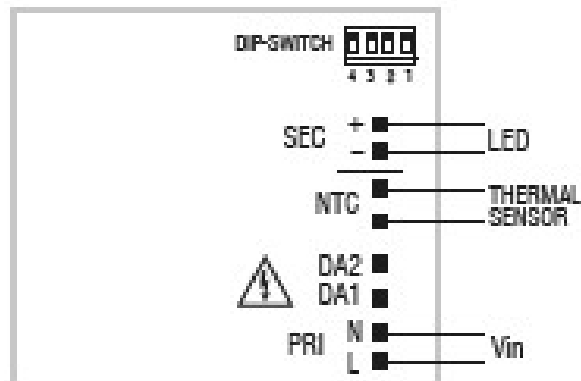 DIP-SWITCH
4 3 2 1
SEC + LED
−
NTC THERMAL
SENSOR
DA2
DA1
PRI N Vin
L